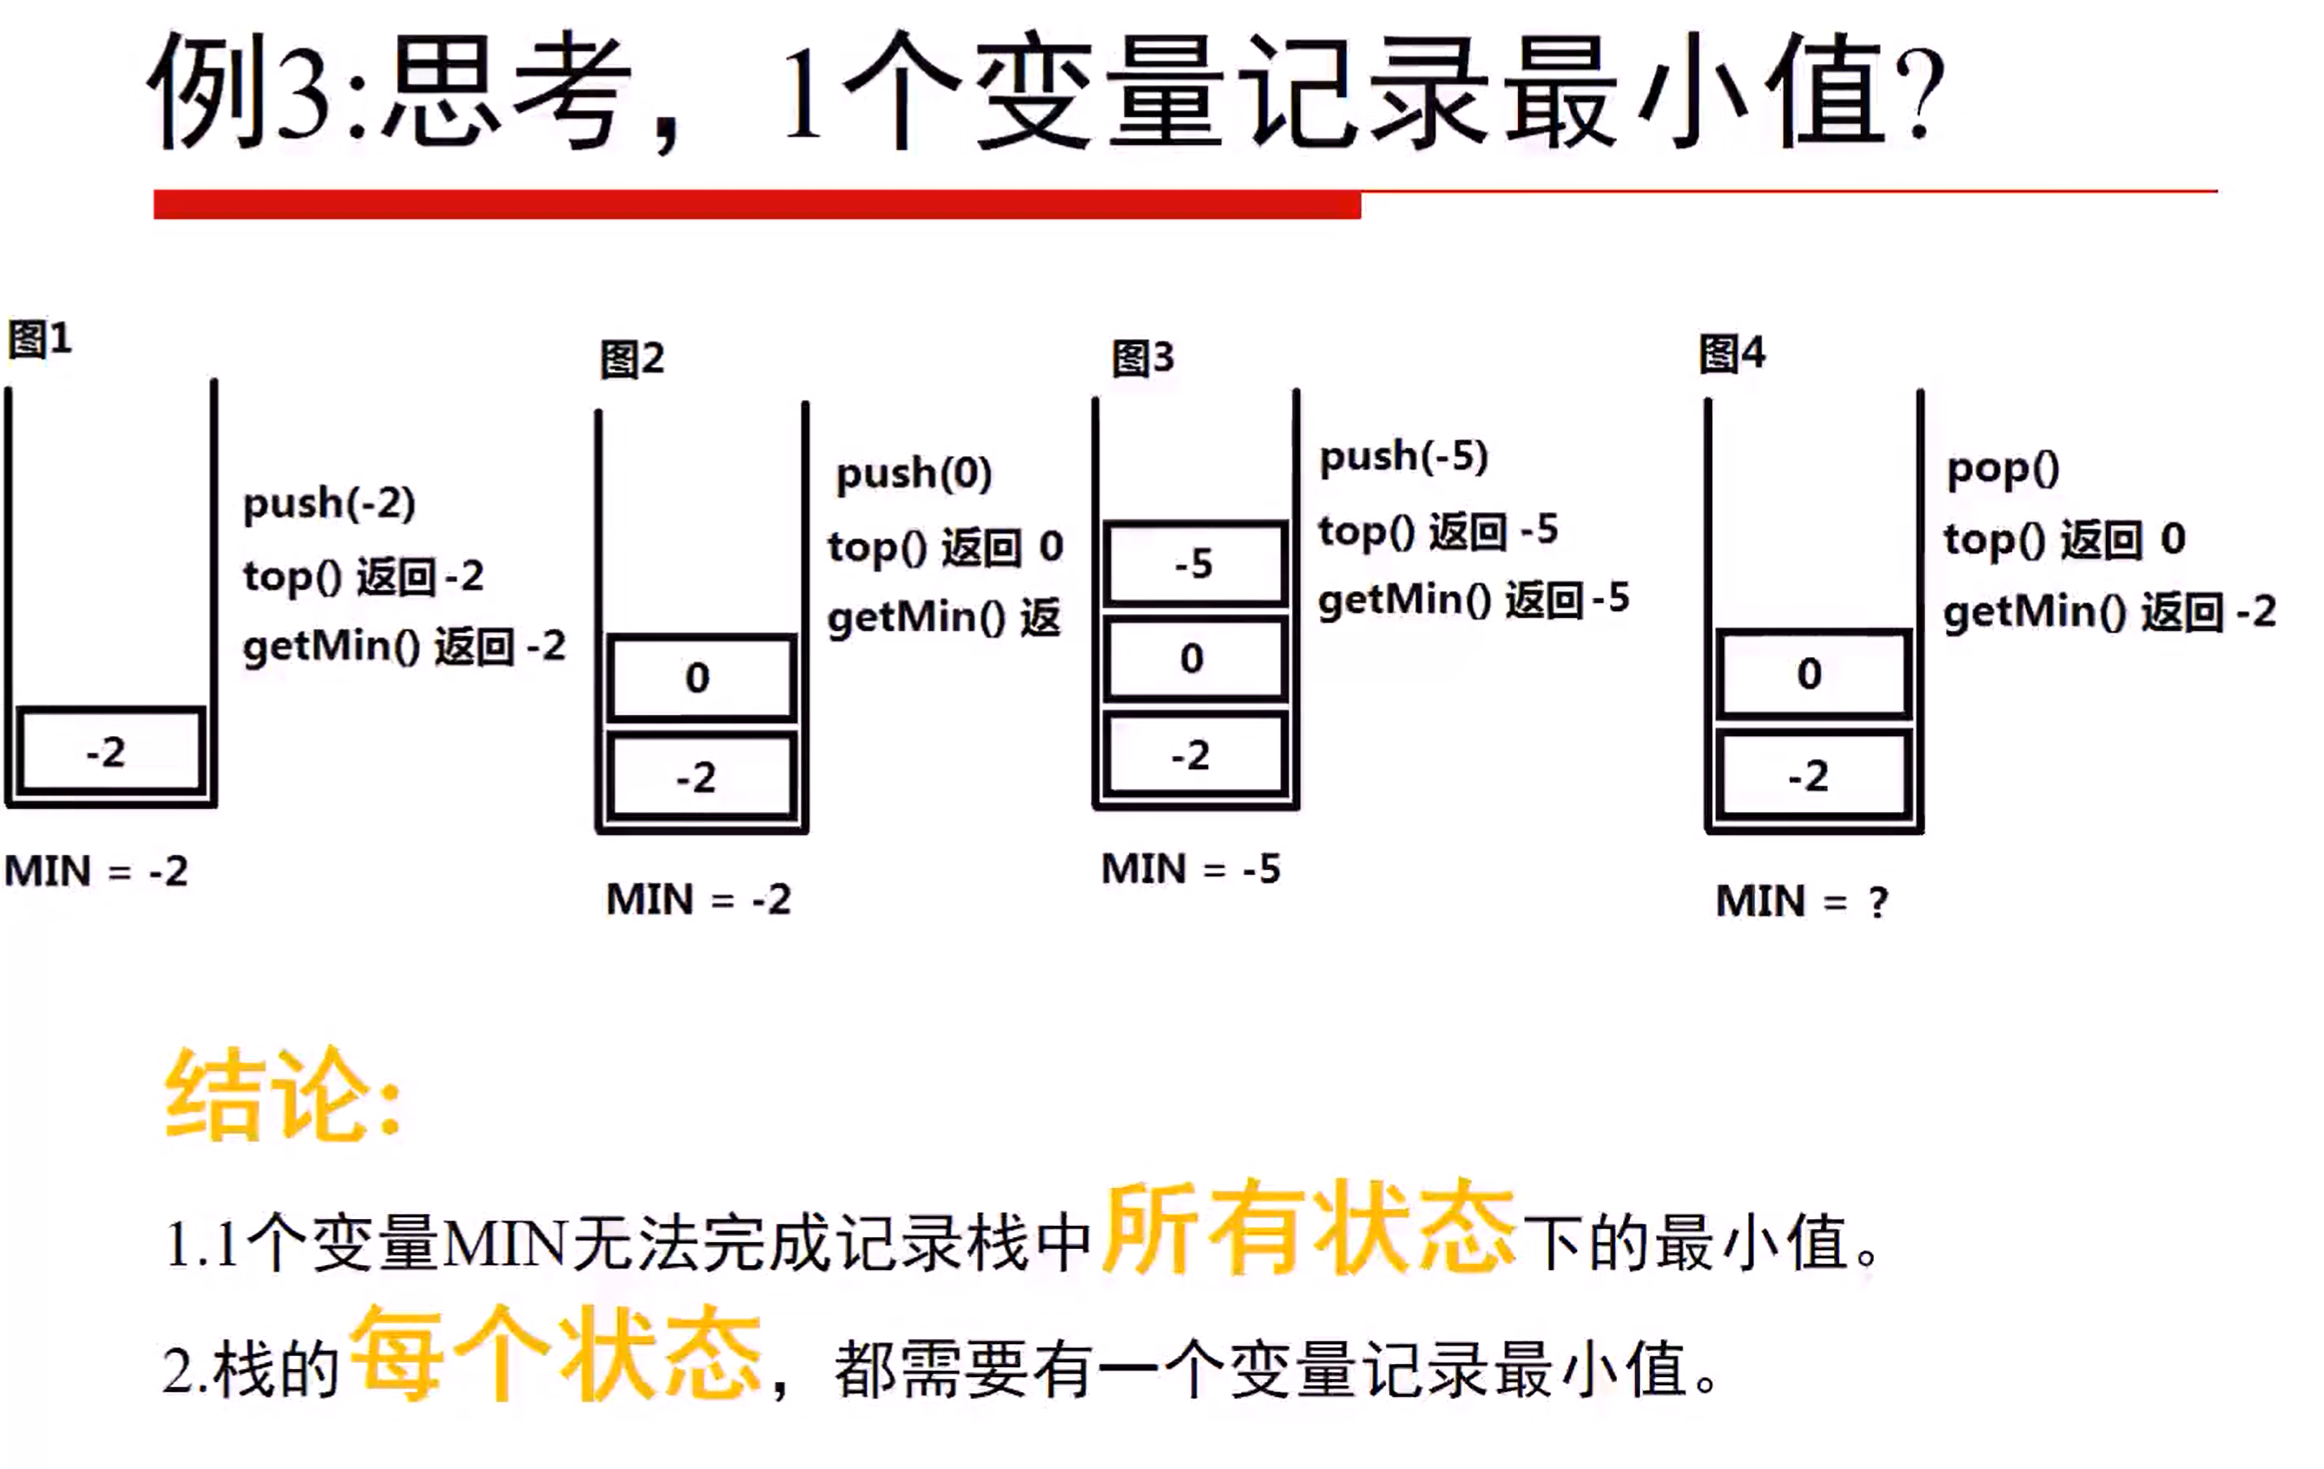 例3:思考，1个变量记录最小值?
图1
push(-2)
top() 返回 -2
getMin() 返回 -2
-2
MIN = -2
图2
push(0)
top() 返回 0
getMin() 返
0
-2
MIN = -2
图3
push(-5)
top() 返回 -5
getMin() 返回 -5
-5
0
-2
MIN = -5
图4
pop()
top() 返回 0
getMin() 返回 -2
0
-2
MIN = ?
结论:
1.1个变量MIN无法完成记录栈中所有状态下的最小值。
2.栈的每个状态，都需要有一个变量记录最小值。